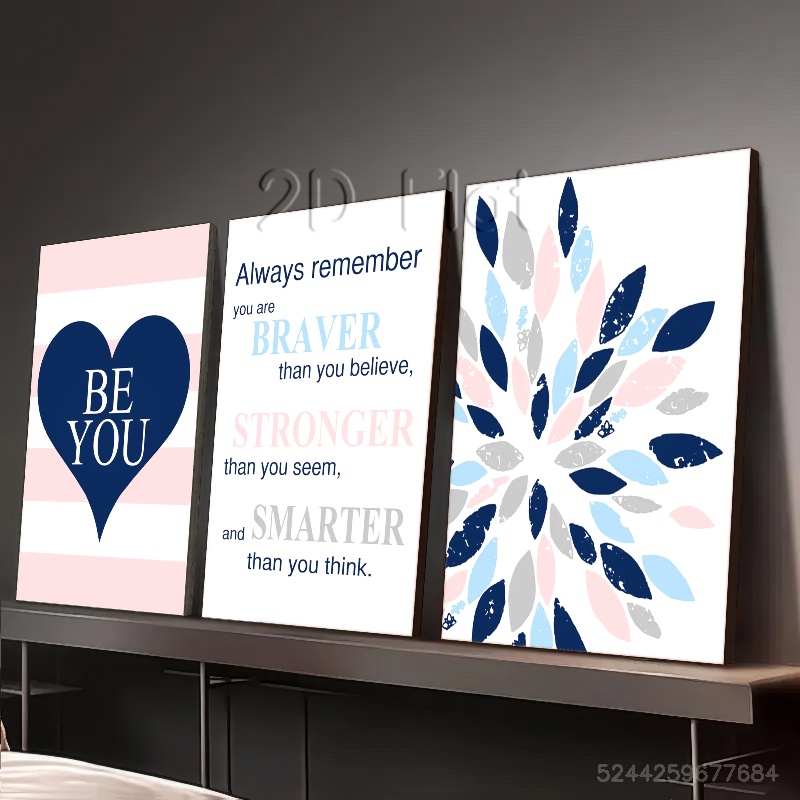 2D Flat
BE
YOU
Always remember
you are
BRAVER
than you believe,
STRONGER
than you seem,
and SMARTER
than you think.
5244259677684